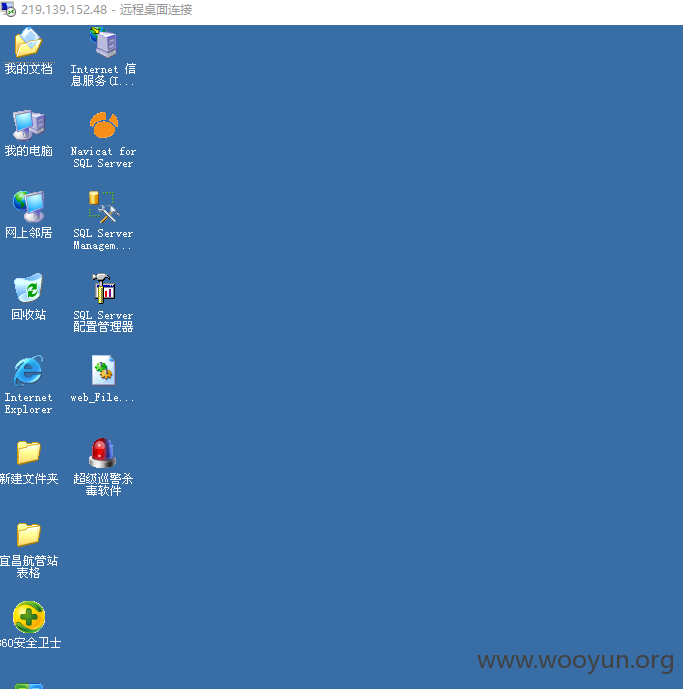 219.139.152.48 - 远程桌面连接
我的文档
Internet 信
息服务(I...
我的电脑
Navicat for
SQL Server
网上邻居
SQL Server
Managem...
回收站
SQL Server
配置管理器
Internet
Explorer
web_File...
新建文件夹
超级巡警杀
毒软件
宜昌航管站
表格
360安全卫士
www.wooyun.org